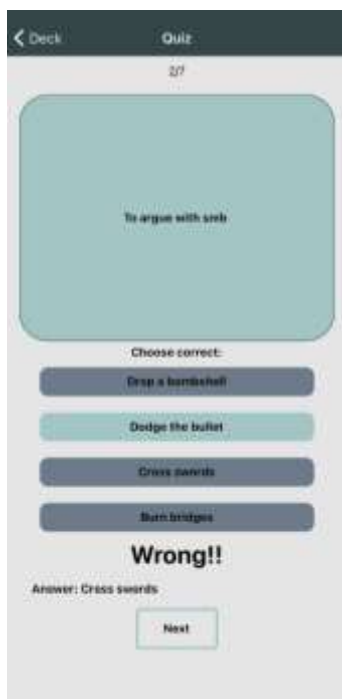 Deck
Quiz
2/7
To argue with smb
Choose correct:
Drop a bombshell
Dodge the bullet
Cross swords
Burn bridges
Wrong!!
Answer: Cross swords
Next